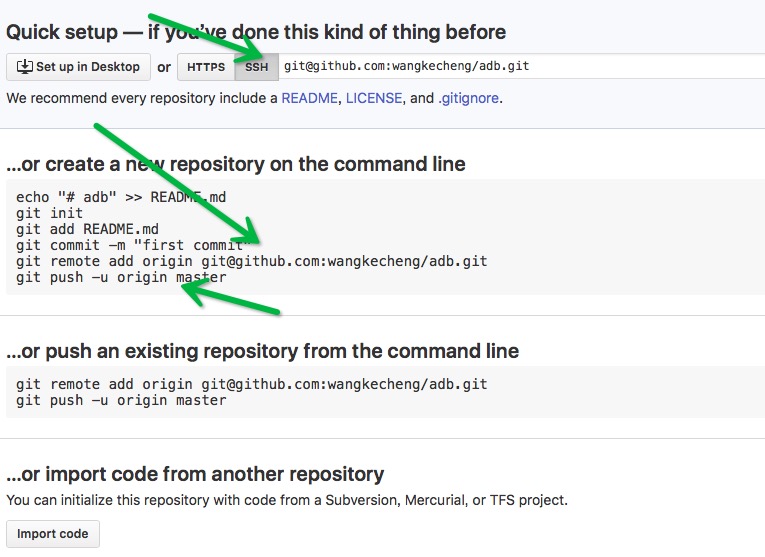 Quick setup — if you've done this kind of thing before
Set up in Desktop or HTTPS SSH git@github.com:wangkecheng/adb.git
We recommend every repository include a README, LICENSE, and .gitignore.
...or create a new repository on the command line
echo "# adb" >> README.md
git init
git add README.md
git commit -m "first commit"
git remote add origin git@github.com:wangkecheng/adb.git
git push -u origin master
...or push an existing repository from the command line
git remote add origin git@github.com:wangkecheng/adb.git
git push -u origin master
...or import code from another repository
You can initialize this repository with code from a Subversion, Mercurial, or TFS project.
Import code